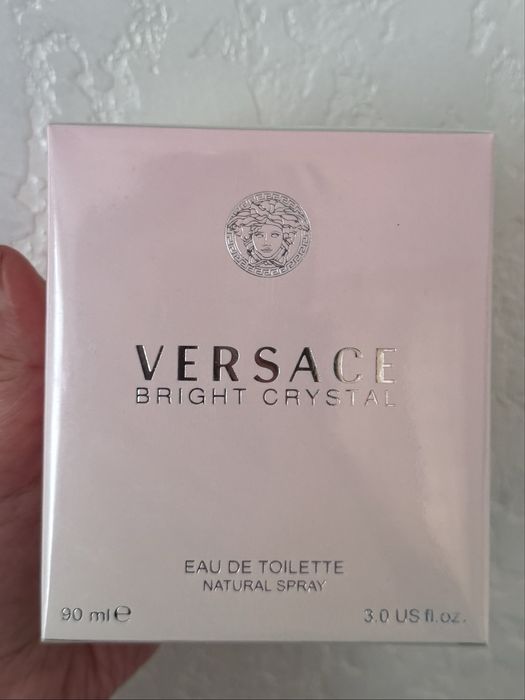 VERSACE
BRIGHT CRYSTAL
EAU DE TOILETTE
NATURAL SPRAY
90 ml ℮ 3.0 US fl.oz.